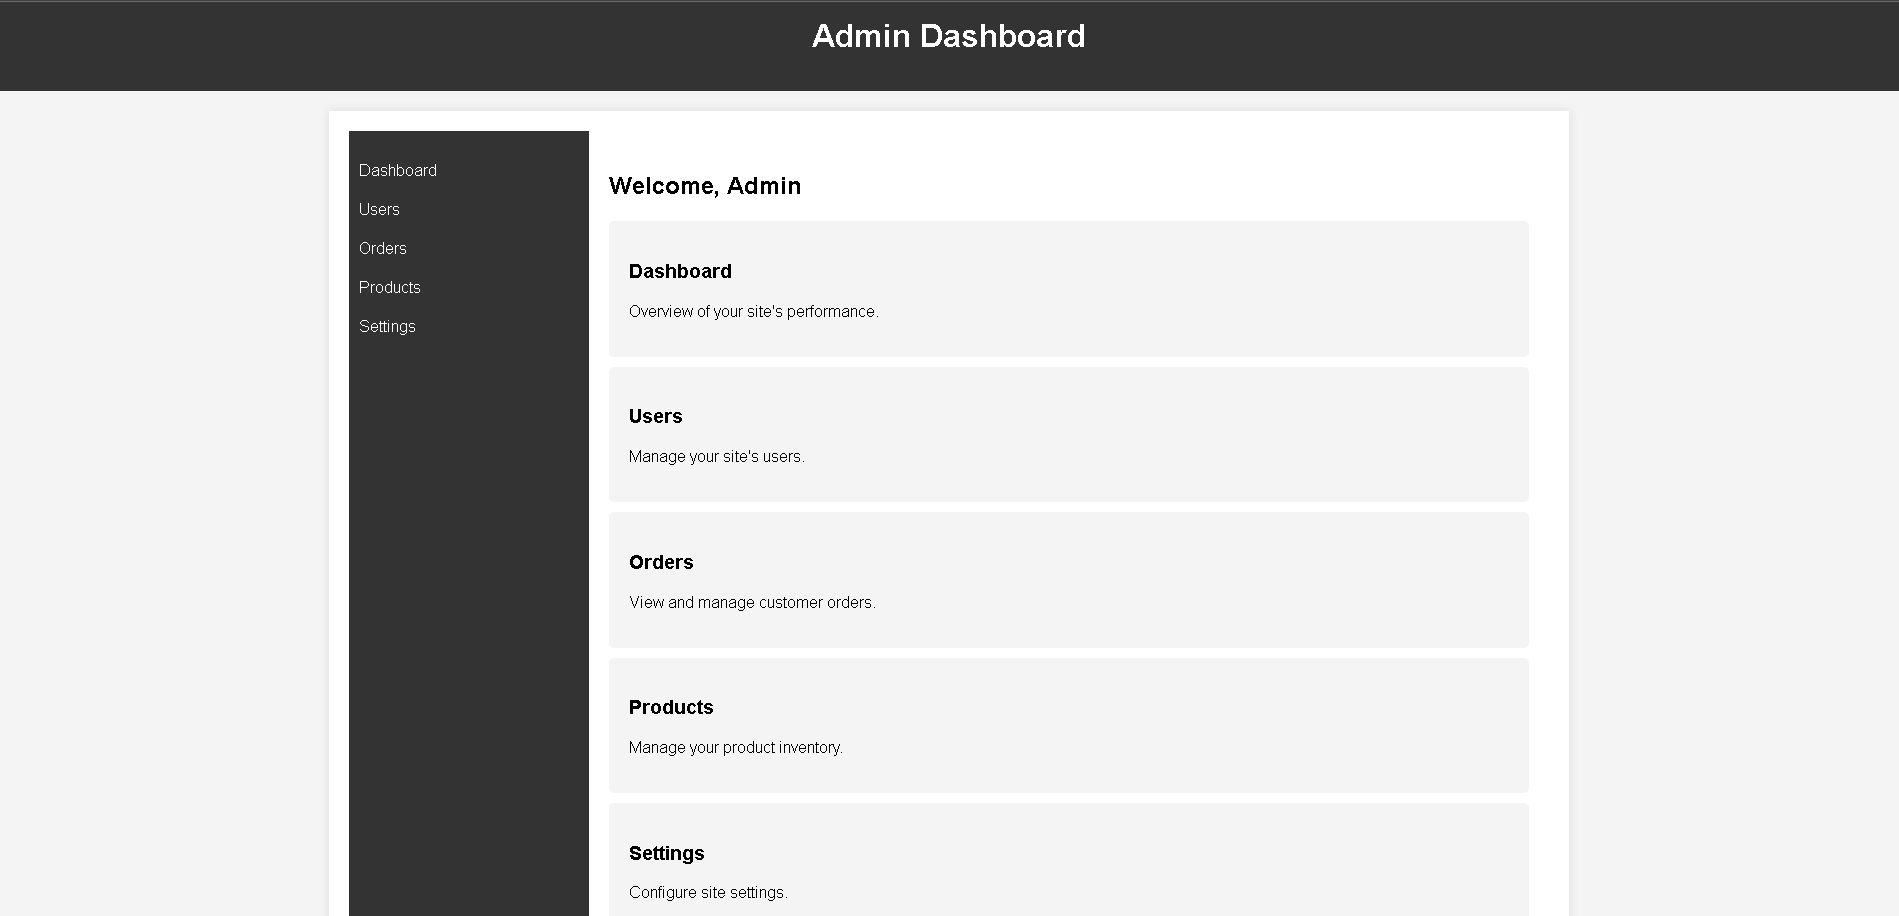 Admin Dashboard
Dashboard
Users
Orders
Products
Settings
Welcome, Admin
Dashboard
Overview of your site's performance.
Users
Manage your site's users.
Orders
View and manage customer orders.
Products
Manage your product inventory.
Settings
Configure site settings.